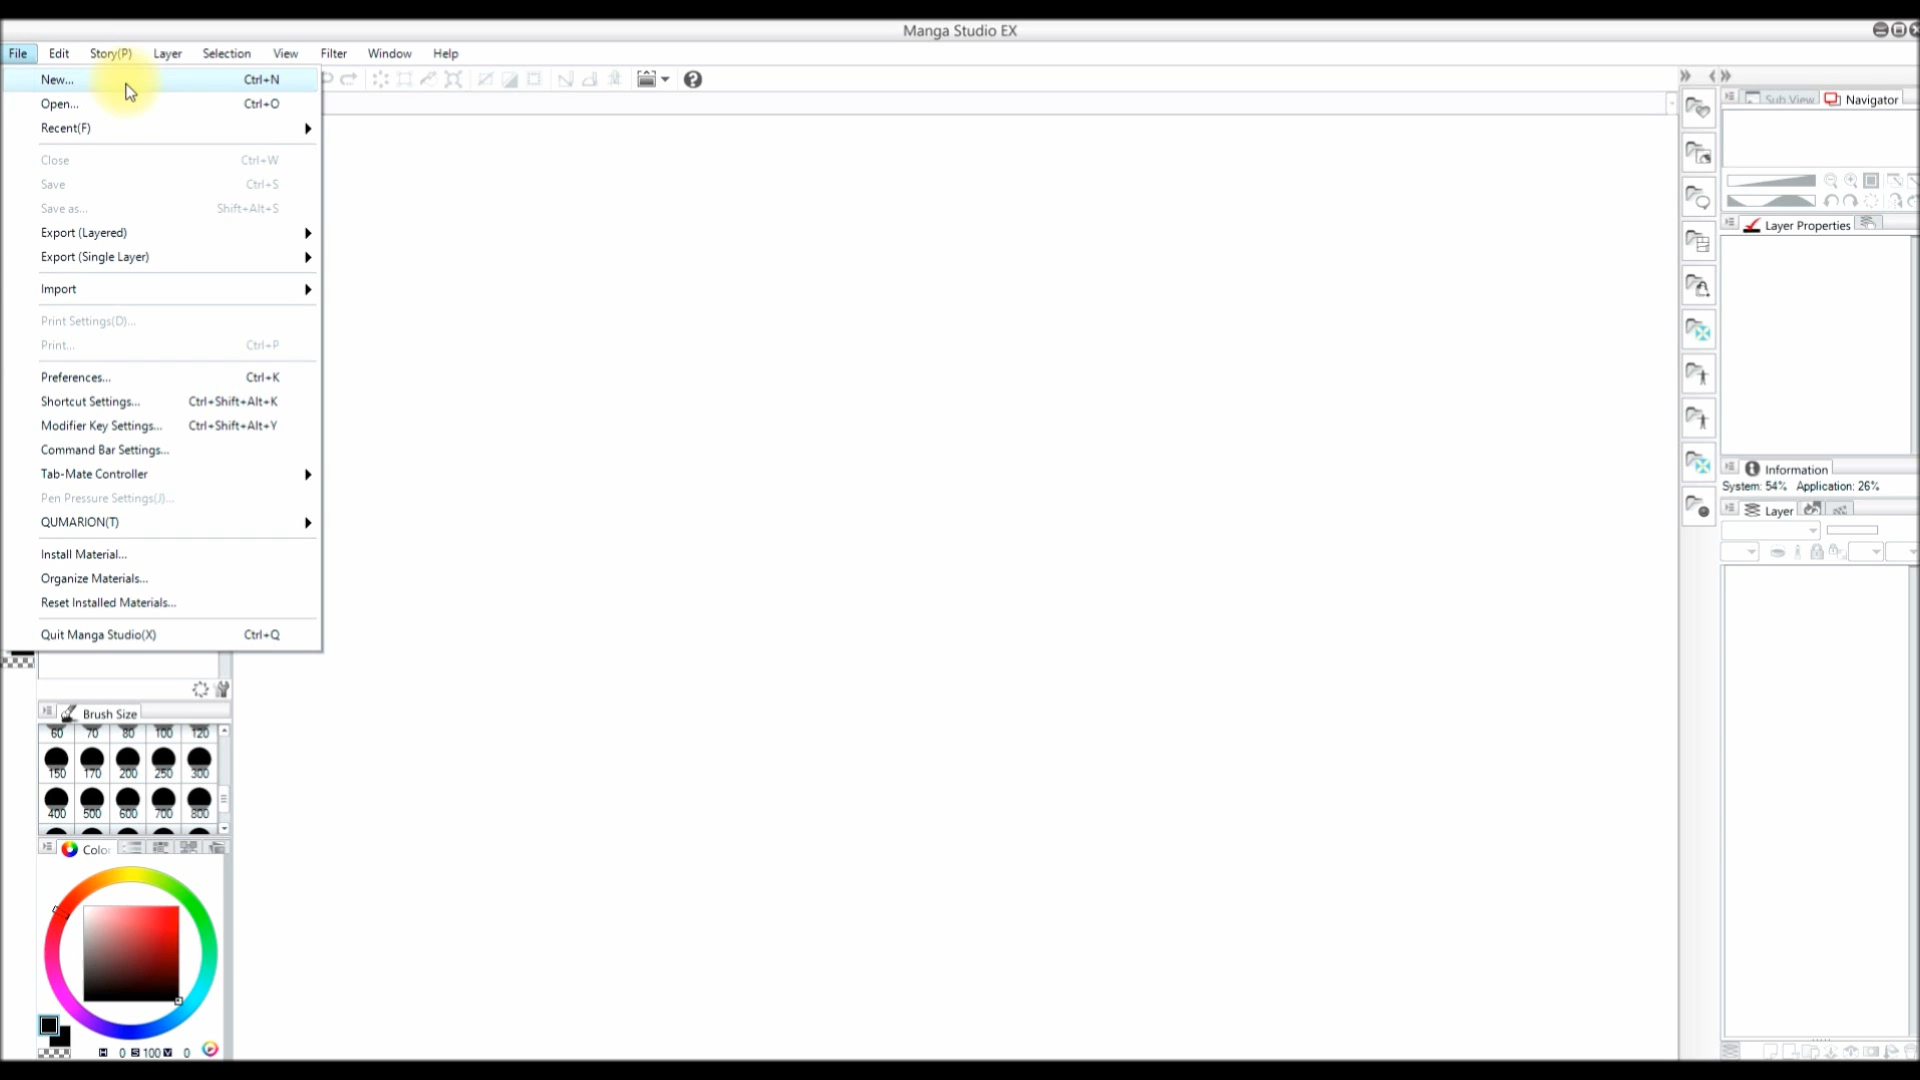 Manga Studio EX
File Edit Story(P) Layer Selection View Filter Window Help
New... Ctrl+N
Open... Ctrl+O
Recent(F)
Close Ctrl+W
Save Ctrl+S
Save as... Shift+Alt+S
Export (Layered)
Export (Single Layer)
Import
Print Settings(D)...
Print... Ctrl+P
Preferences... Ctrl+K
Shortcut Settings... Ctrl+Shift+Alt+K
Modifier Key Settings... Ctrl+Shift+Alt+Y
Command Bar Settings...
Tab-Mate Controller
Pen Pressure Settings(J)...
QUMARION(T)
Install Material...
Organize Materials...
Reset Installed Materials...
Quit Manga Studio(X) Ctrl+Q
Brush Size
60 70 80 100 120
150 170 200 250 300
400 500 600 700 800
Color
H 0 S 100 V 0
Sub View Navigator
Layer Properties
Information
System: 54% Application: 26%
Layer